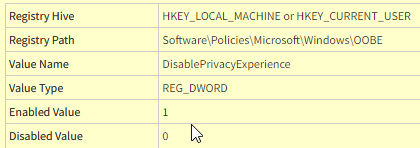 Registry Hive HKEY_LOCAL_MACHINE or HKEY_CURRENT_USER
Registry Path Software\Policies\Microsoft\Windows\OOBE
Value Name DisablePrivacyExperience
Value Type REG_DWORD
Enabled Value 1
Disabled Value 0